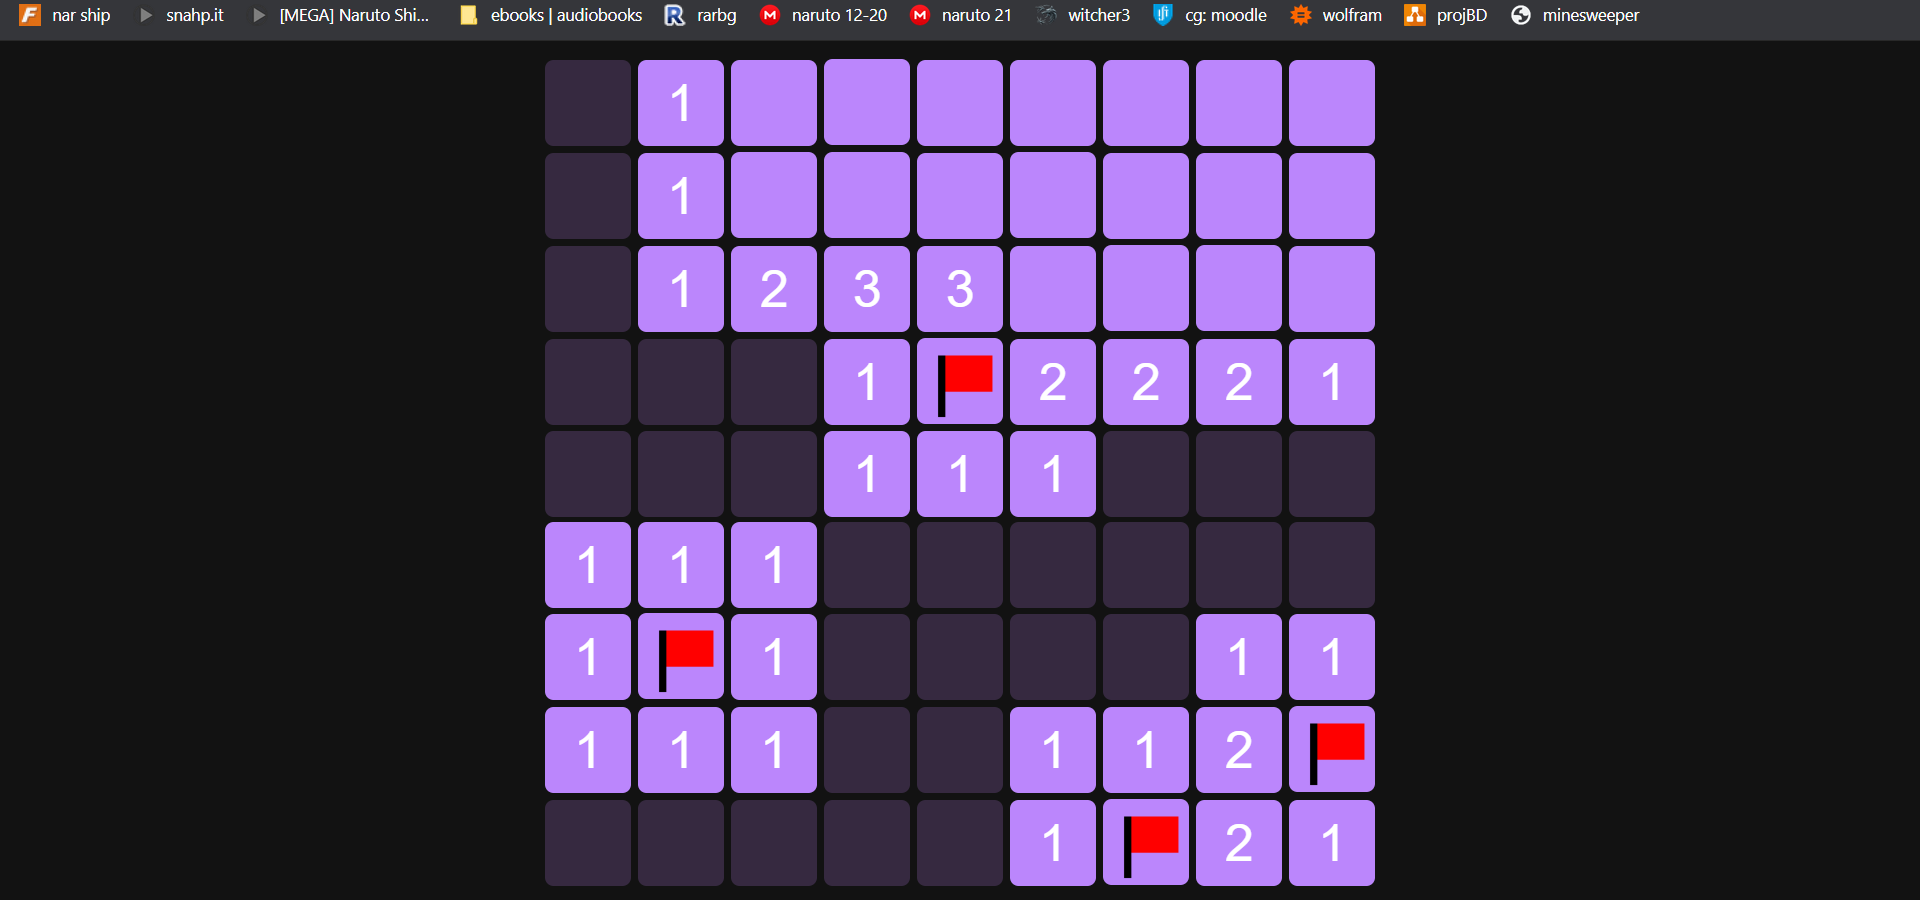 nar ship snahp.it [MEGA] Naruto Shi... ebooks | audiobooks rarbg naruto 12-20 naruto 21 witcher3 cg: moodle wolfram projBD minesweeper
1
1
1 2 3 3
1 2 2 2 1
1 1 1
1 1 1
1 1 1 1
1 1 1 1 1 2
1 2 1